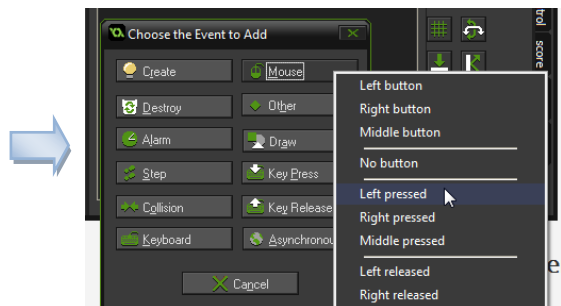 Choose the Event to Add
Create
Mouse
Destroy
Other
Alarm
Draw
Step
Key Press
Collision
Key Release
Keyboard
Asynchronou
Cancel
Left button
Right button
Middle button
No button
Left pressed
Right pressed
Middle pressed
Left released
Right released
trol
score
e